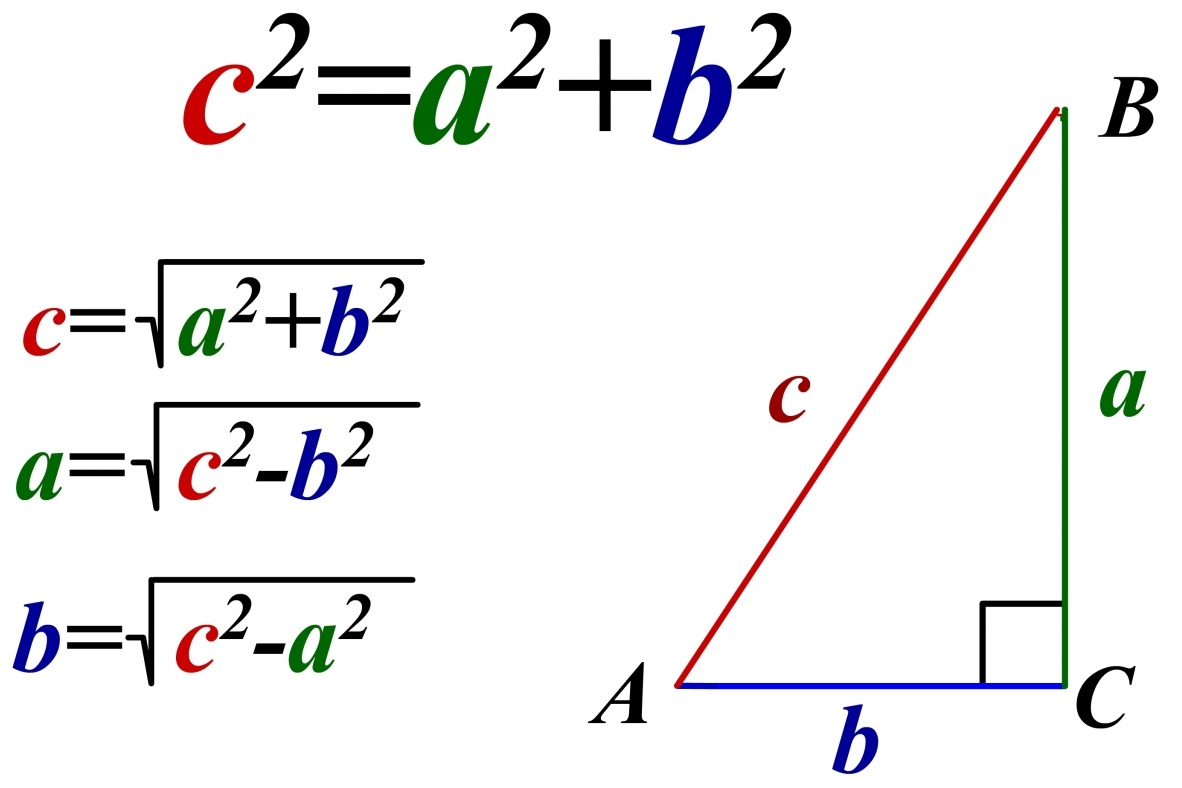 c²=a²+b²
c=√a²+b²
a=√c²-b²
b=√c²-a²
B
c
a
A
C
b